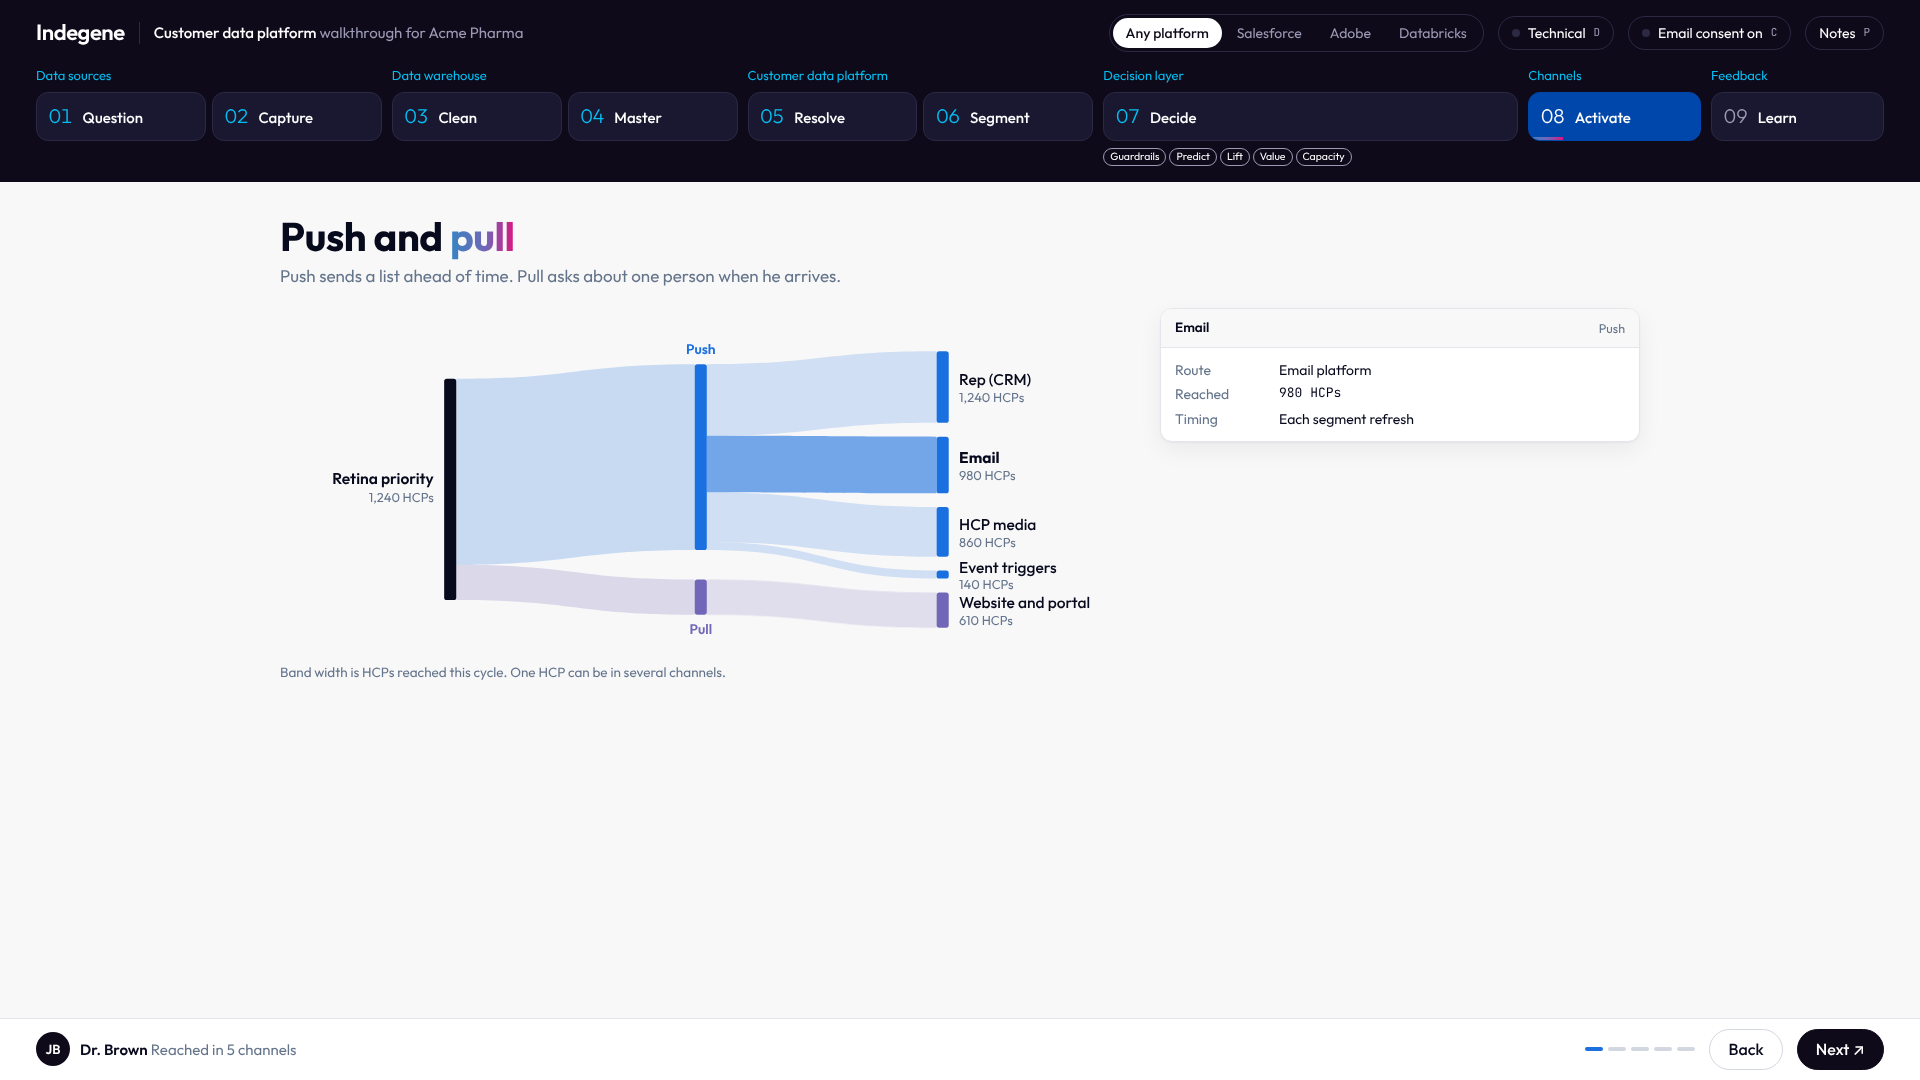 Indegene
Customer data platform walkthrough for Acme Pharma
Any platform
Salesforce
Adobe
Databricks
Technical D
Email consent on C
Notes P
Data sources
Data warehouse
Customer data platform
Decision layer
Channels
Feedback
01 Question
02 Capture
03 Clean
04 Master
05 Resolve
06 Segment
07 Decide
08 Activate
09 Learn
Guardrails
Predict
Lift
Value
Capacity
Push and pull
Push sends a list ahead of time. Pull asks about one person when he arrives.
Push
Retina priority
1,240 HCPs
Rep (CRM)
1,240 HCPs
Email
980 HCPs
HCP media
860 HCPs
Event triggers
140 HCPs
Website and portal
610 HCPs
Pull
Band width is HCPs reached this cycle. One HCP can be in several channels.
Email
Push
Route Email platform
Reached 980 HCPs
Timing Each segment refresh
JB
Dr. Brown Reached in 5 channels
Back
Next ↗